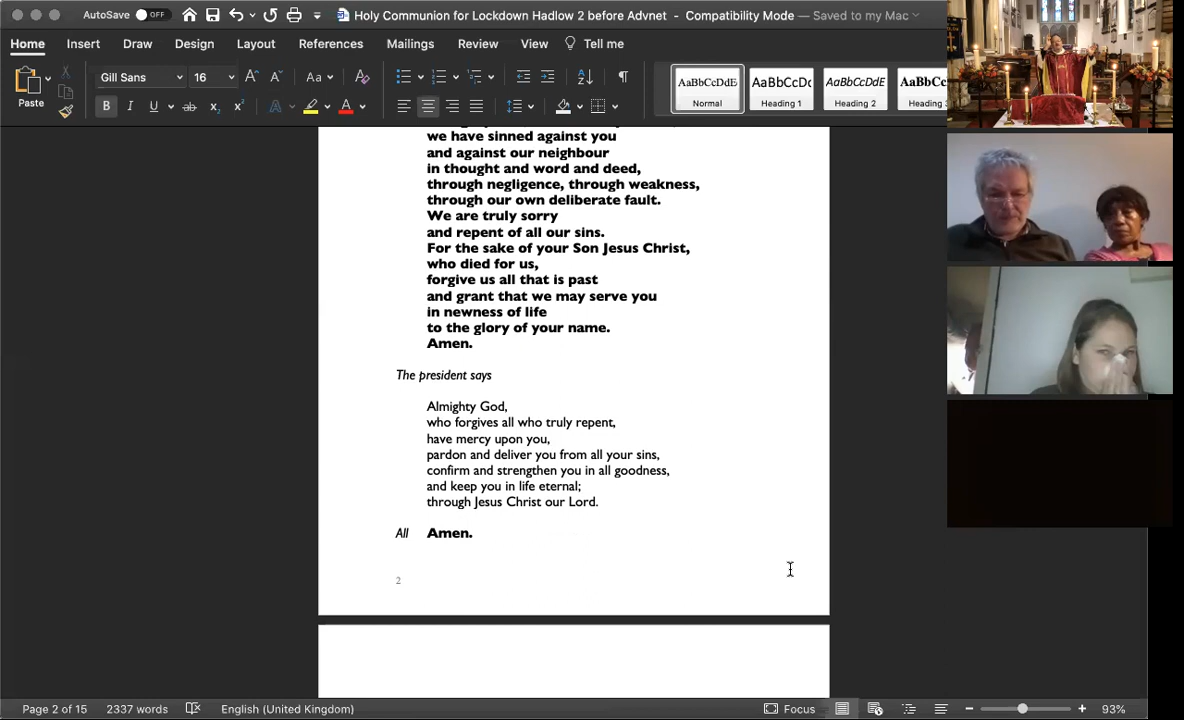 AutoSave OFF Holy Communion for Lockdown Hadlow 2 before Advnet - Compatibility Mode — Saved to my Mac
Home Insert Draw Design Layout References Mailings Review View Tell me
Paste Gill Sans 16 A A Aa A AaBbCcDdE AaBbCcDc AaBbCcDdE AaBbCc
B I U ab x₂ x² A A Normal Heading 1 Heading 2 Heading
we have sinned against you
and against our neighbour
in thought and word and deed,
through negligence, through weakness,
through our own deliberate fault.
We are truly sorry
and repent of all our sins.
For the sake of your Son Jesus Christ,
who died for us,
forgive us all that is past
and grant that we may serve you
in newness of life
to the glory of your name.
Amen.
The president says
Almighty God,
who forgives all who truly repent,
have mercy upon you,
pardon and deliver you from all your sins,
confirm and strengthen you in all goodness,
and keep you in life eternal;
through Jesus Christ our Lord.
All Amen.
2
Page 2 of 15 2337 words English (United Kingdom) Focus 93%